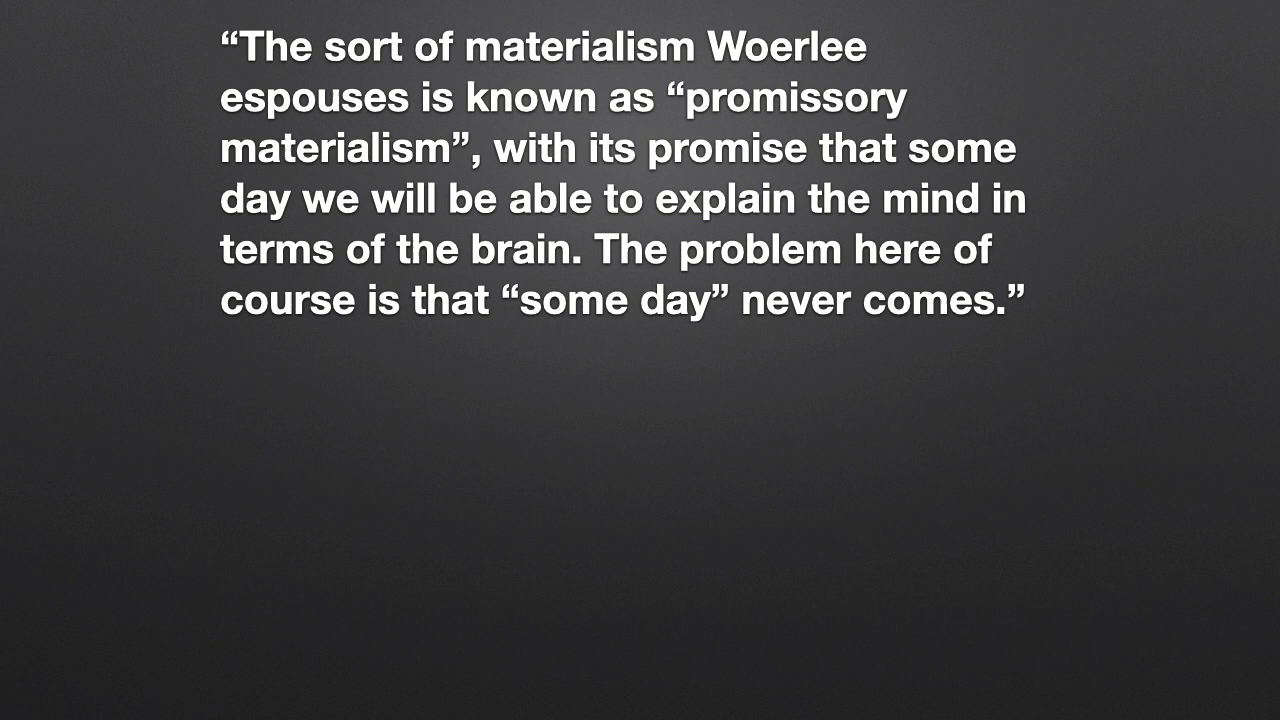 “The sort of materialism Woerlee
espouses is known as “promissory
materialism”, with its promise that some
day we will be able to explain the mind in
terms of the brain. The problem here of
course is that “some day” never comes.”